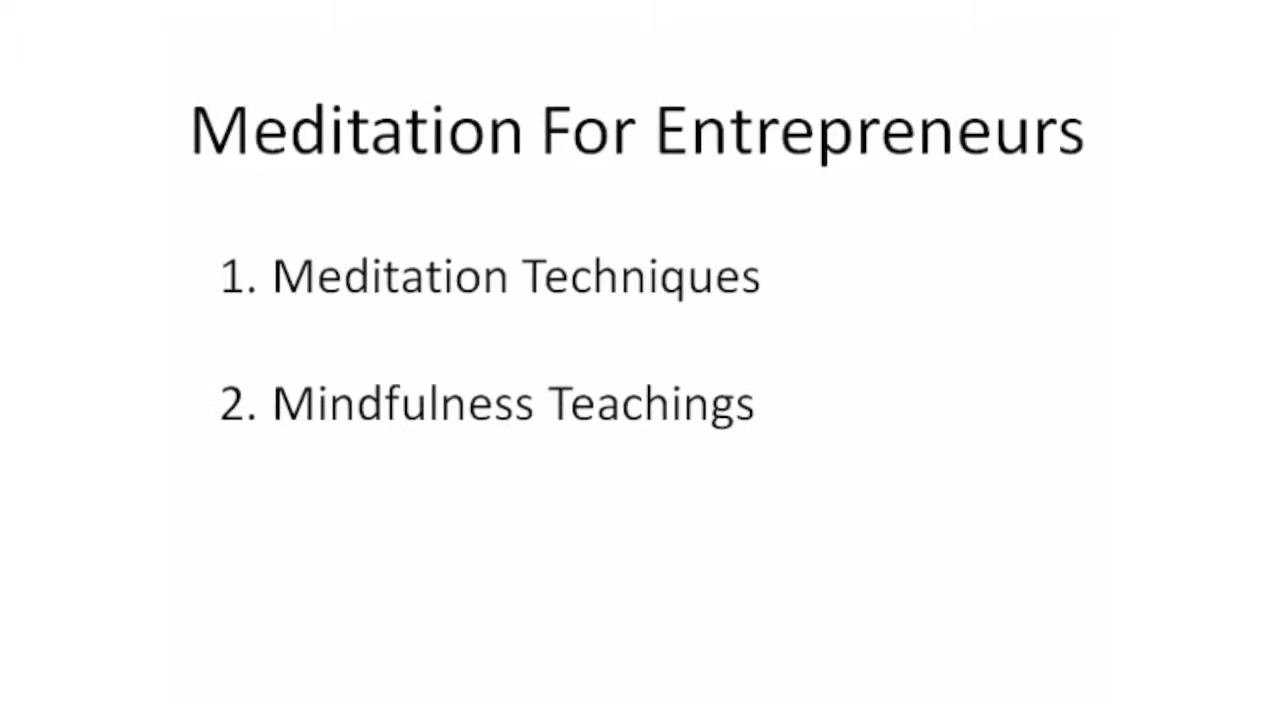 Meditation For Entrepreneurs
1. Meditation Techniques
2. Mindfulness Teachings